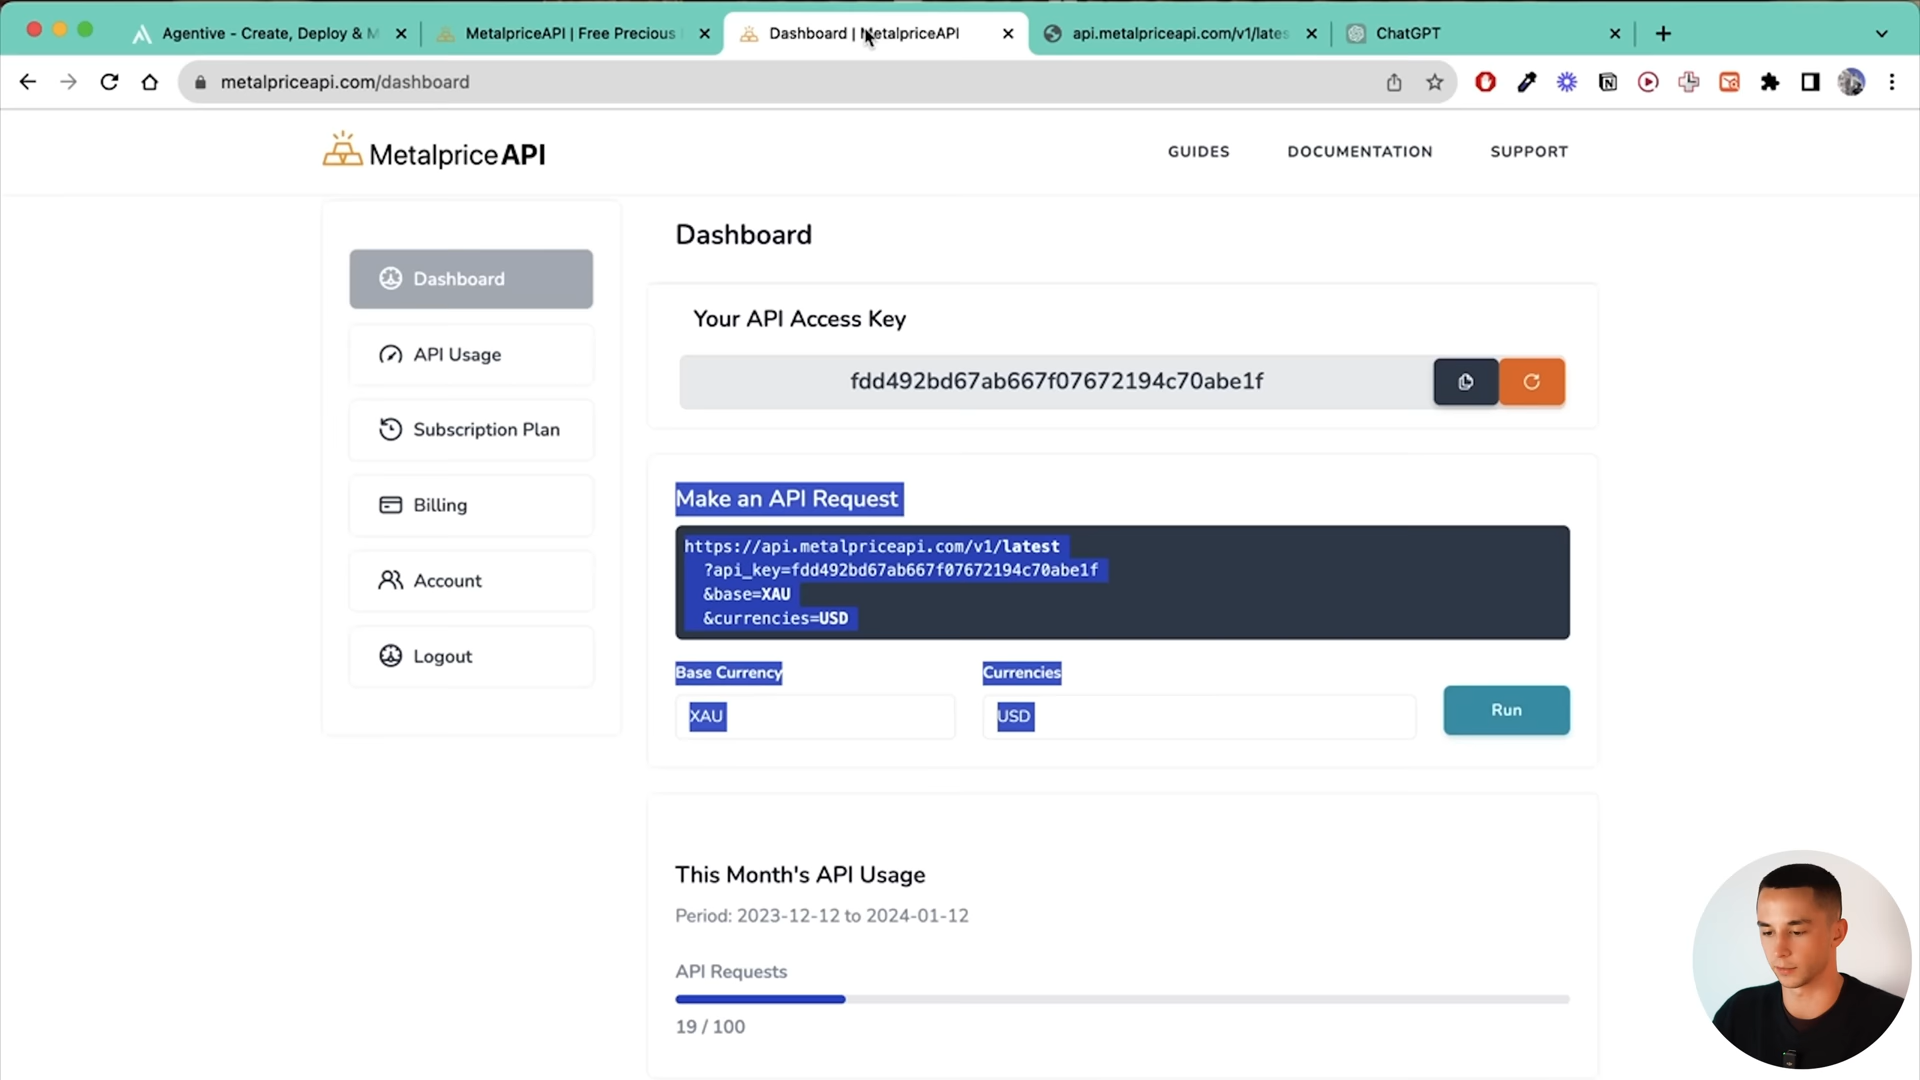 Agentive - Create, Deploy & M
MetalpriceAPI | Free Precious
Dashboard | MetalpriceAPI
api.metalpriceapi.com/v1/lates
ChatGPT
metalpriceapi.com/dashboard
MetalpriceAPI
GUIDES
DOCUMENTATION
SUPPORT
Dashboard
API Usage
Subscription Plan
Billing
Account
Logout
Dashboard
Your API Access Key
fdd492bd67ab667f07672194c70abe1f
Make an API Request
https://api.metalpriceapi.com/v1/latest
?api_key=fdd492bd67ab667f07672194c70abe1f
&base=XAU
&currencies=USD
Base Currency
Currencies
XAU
USD
Run
This Month's API Usage
Period: 2023-12-12 to 2024-01-12
API Requests
19 / 100